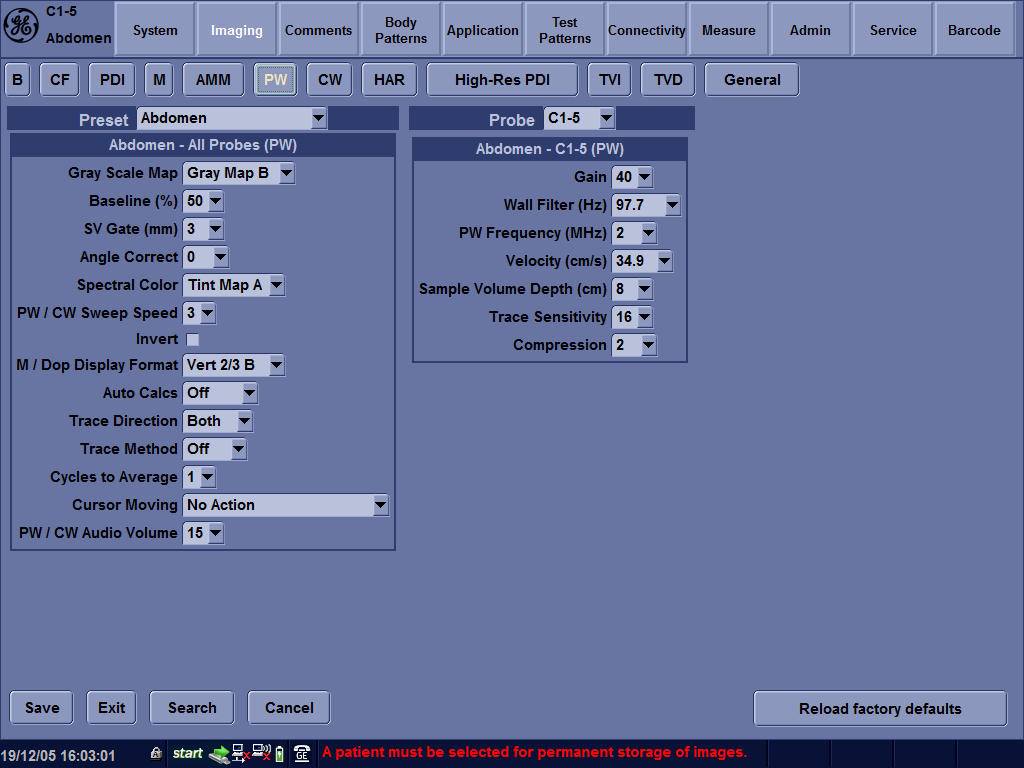 C1-5
Abdomen
System
Imaging
Comments
Body
Patterns
Application
Test
Patterns
Connectivity
Measure
Admin
Service
Barcode
B
CF
PDI
M
AMM
PW
CW
HAR
High-Res PDI
TVI
TVD
General
Preset Abdomen
Abdomen - All Probes (PW)
Gray Scale Map Gray Map B
Baseline (%) 50
SV Gate (mm) 3
Angle Correct 0
Spectral Color Tint Map A
PW / CW Sweep Speed 3
Invert
M / Dop Display Format Vert 2/3 B
Auto Calcs Off
Trace Direction Both
Trace Method Off
Cycles to Average 1
Cursor Moving No Action
PW / CW Audio Volume 15
Probe C1-5
Abdomen - C1-5 (PW)
Gain 40
Wall Filter (Hz) 97.7
PW Frequency (MHz) 2
Velocity (cm/s) 34.9
Sample Volume Depth (cm) 8
Trace Sensitivity 16
Compression 2
Save
Exit
Search
Cancel
Reload factory defaults
19/12/05 16:03:01
start
GE
A patient must be selected for permanent storage of images.